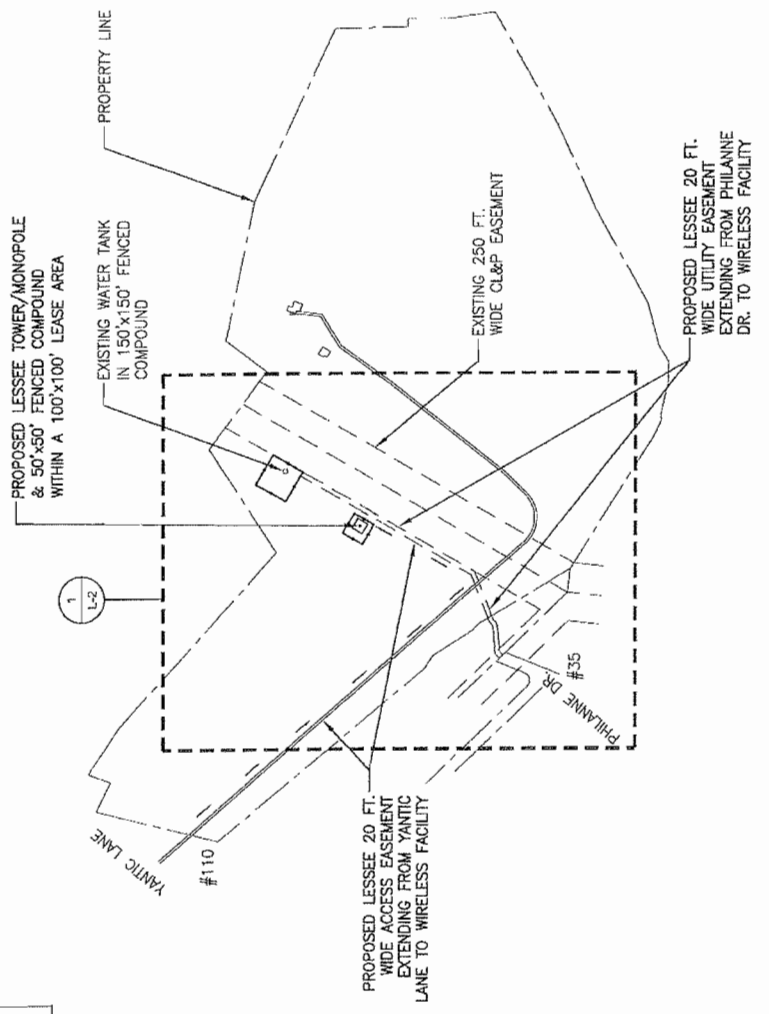 PROPOSED LESSEE TOWER/MONOPOLE
& 50'x50' FENCED COMPOUND
WITHIN A 100'x100' LEASE AREA
PROPERTY LINE
EXISTING WATER TANK
IN 150'x150' FENCED
COMPOUND
EXISTING 250 FT.
WIDE CL&P EASEMENT
1
L-2
PROPOSED LESSEE 20 FT.
WIDE UTILITY EASEMENT
EXTENDING FROM PHILANNE
DR. TO WIRELESS FACILITY
PHILANNE DR.
#35
YANTIC LANE
#110
PROPOSED LESSEE 20 FT.
WIDE ACCESS EASEMENT
EXTENDING FROM YANTIC
LANE TO WIRELESS FACILITY